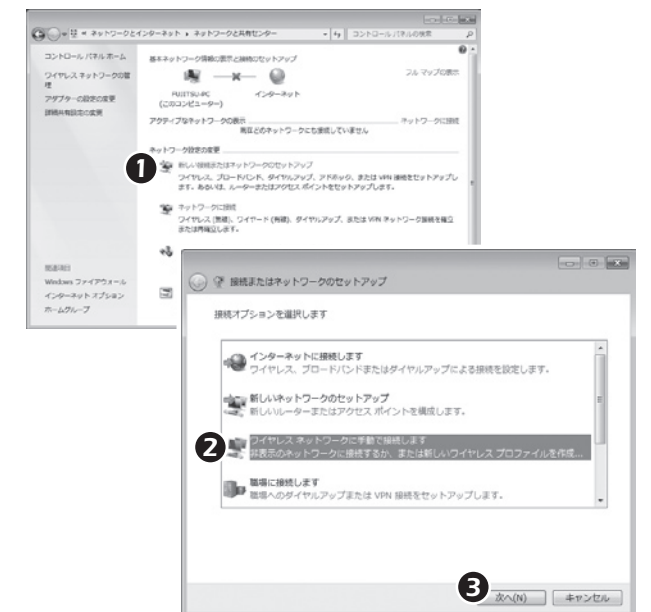 ネットワークとインターネット ▸ ネットワークと共有センター
コントロール パネルの検索
コントロール パネル ホーム
ワイヤレス ネットワークの管理
アダプターの設定の変更
詳細共有設定の変更
基本ネットワーク情報の表示と接続のセットアップ
フル マップの表示
FUJITSU-PC
(このコンピューター)
インターネット
アクティブなネットワークの表示
ネットワークに接続
現在どのネットワークにも接続していません
ネットワーク設定の変更
❶
新しい接続またはネットワークのセットアップ
ワイヤレス、ブロードバンド、ダイヤルアップ、アドホック、または VPN 接続をセットアップし
ます。あるいは、ルーターまたはアクセス ポイントをセットアップします。
ネットワークに接続
ワイヤレス (無線)、ワイヤード (有線)、ダイヤルアップ、または VPN ネットワーク接続を確立
または再確立します。
関連項目
Windows ファイアウォール
インターネット オプション
ホームグループ
接続またはネットワークのセットアップ
接続オプションを選択します
インターネットに接続します
ワイヤレス、ブロードバンドまたはダイヤルアップによる接続を設定します。
新しいネットワークのセットアップ
新しいルーターまたはアクセス ポイントを構成します。
❷
ワイヤレス ネットワークに手動で接続します
非表示のネットワークに接続するか、または新しいワイヤレス プロファイルを作成...
職場に接続します
職場へのダイヤルアップまたは VPN 接続をセットアップします。
❸
次へ(N)
キャンセル